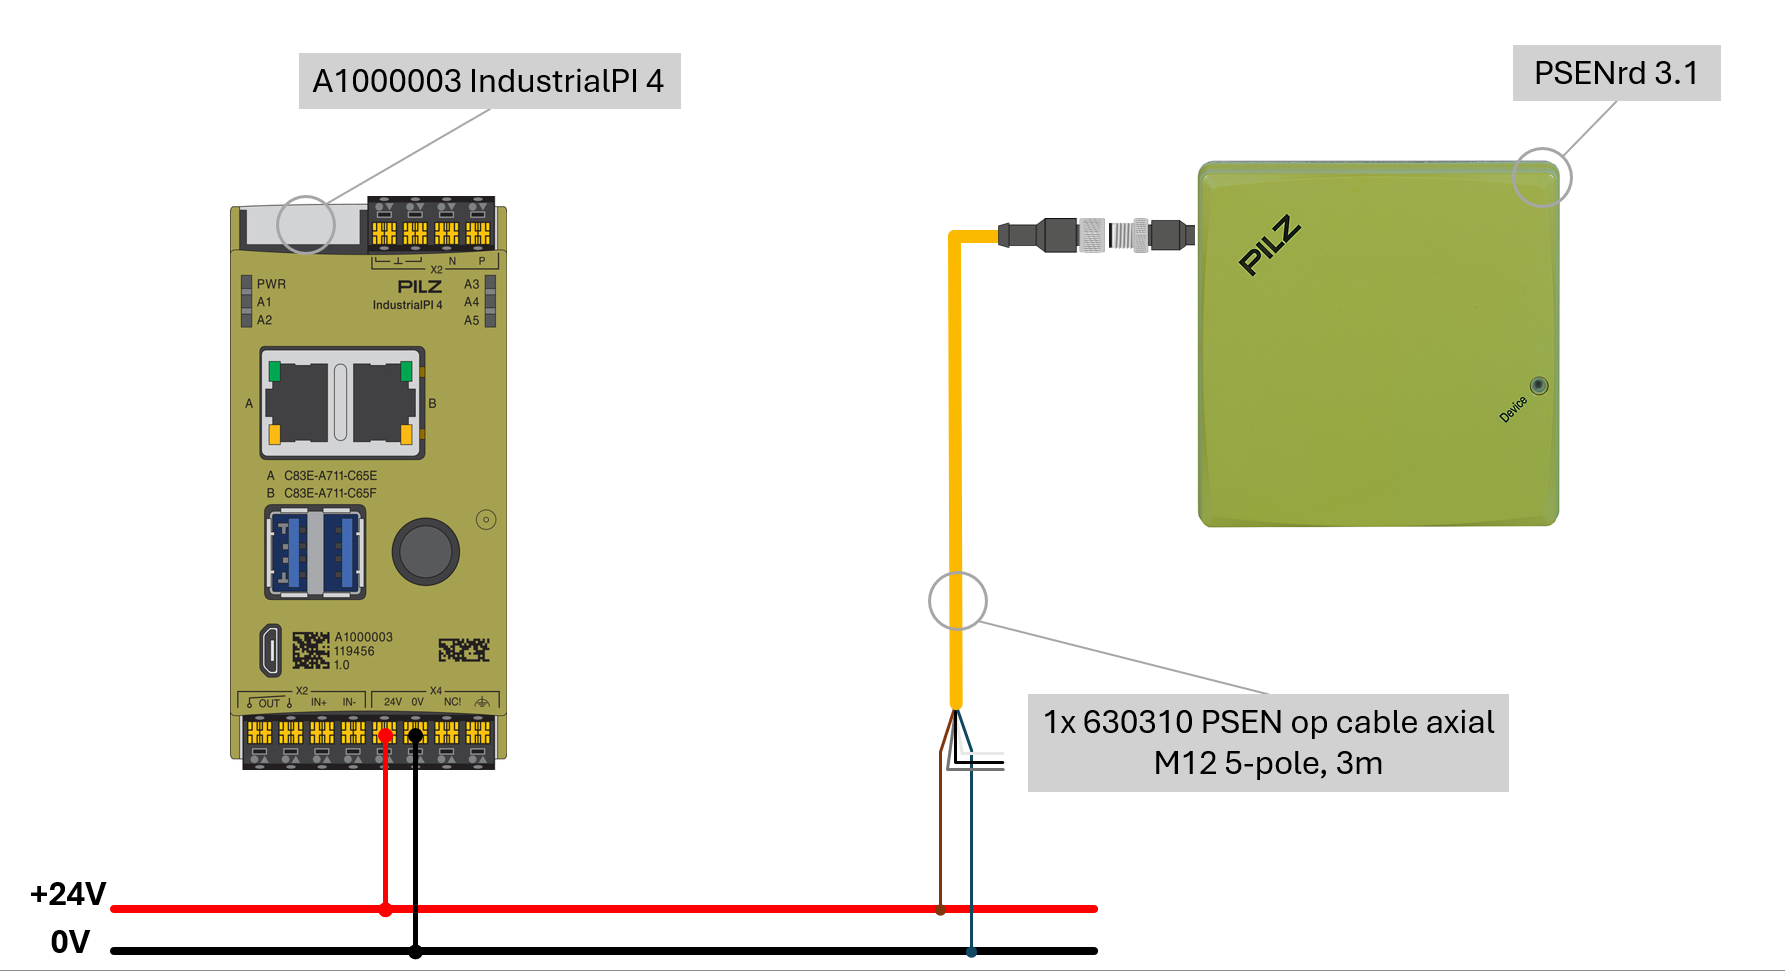 A1000003 IndustrialPI 4
PSENrd 3.1
N P
X2
PILZ
IndustrialPI 4
PWR
A1
A2
A3
A4
A5
A
B
A C83E-A711-C65E
B C83E-A711-C65F
A1000003
119456
1.0
X2
X4
OUT IN+ IN- 24V 0V NC!
PILZ
Device
1x 630310 PSEN op cable axial
M12 5-pole, 3m
+24V
0V